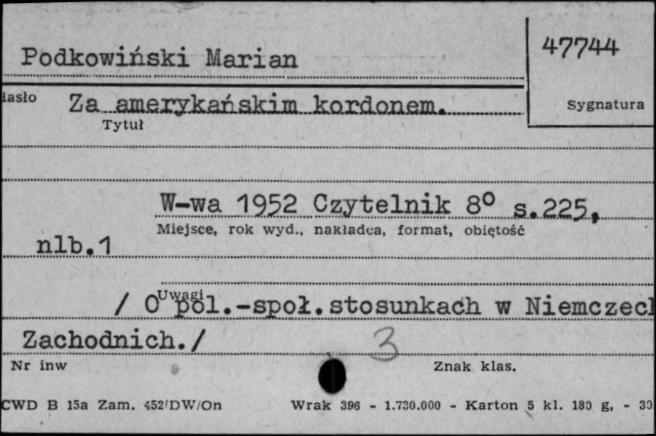 Podkowiński Marian
47744
iasło Za amerykańskim kordonem.
Sygnatura
Tytuł
W-wa 1952 Czytelnik 8° s.225,
Miejsce, rok wyd., nakładca, format, objętość
nlb.1
Uwagi
/ O pol.-społ.stosunkach w Niemczech
Zachodnich./
3
Nr inw
Znak klas.
CWD B 15a Zam. 452/DW/On Wrak 396 - 1.730.000 - Karton 5 kl. 180 g, - 30